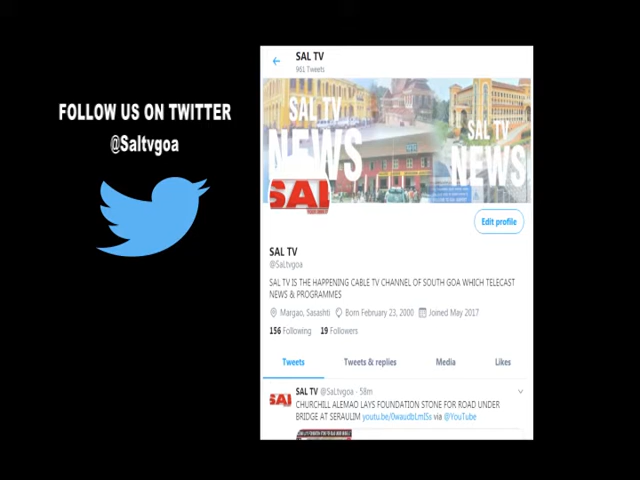 FOLLOW US ON TWITTER
@Saltvgoa
SAL TV
961 Tweets
SAL TV
NEWS
SAL TV
NEWS
SAL
Edit profile
SAL TV
@SaLtvgoa
SAL TV IS THE HAPPENING CABLE TV CHANNEL OF SOUTH GOA WHICH TELECAST
NEWS & PROGRAMMES
Margao, Sasashti Born February 23, 2000 Joined May 2017
156 Following 19 Followers
Tweets Tweets & replies Media Likes
SAL TV @SaLtvgoa · 58m
SAL
CHURCHILL ALEMAO LAYS FOUNDATION STONE FOR ROAD UNDER
BRIDGE AT SERAULIM via @YouTube